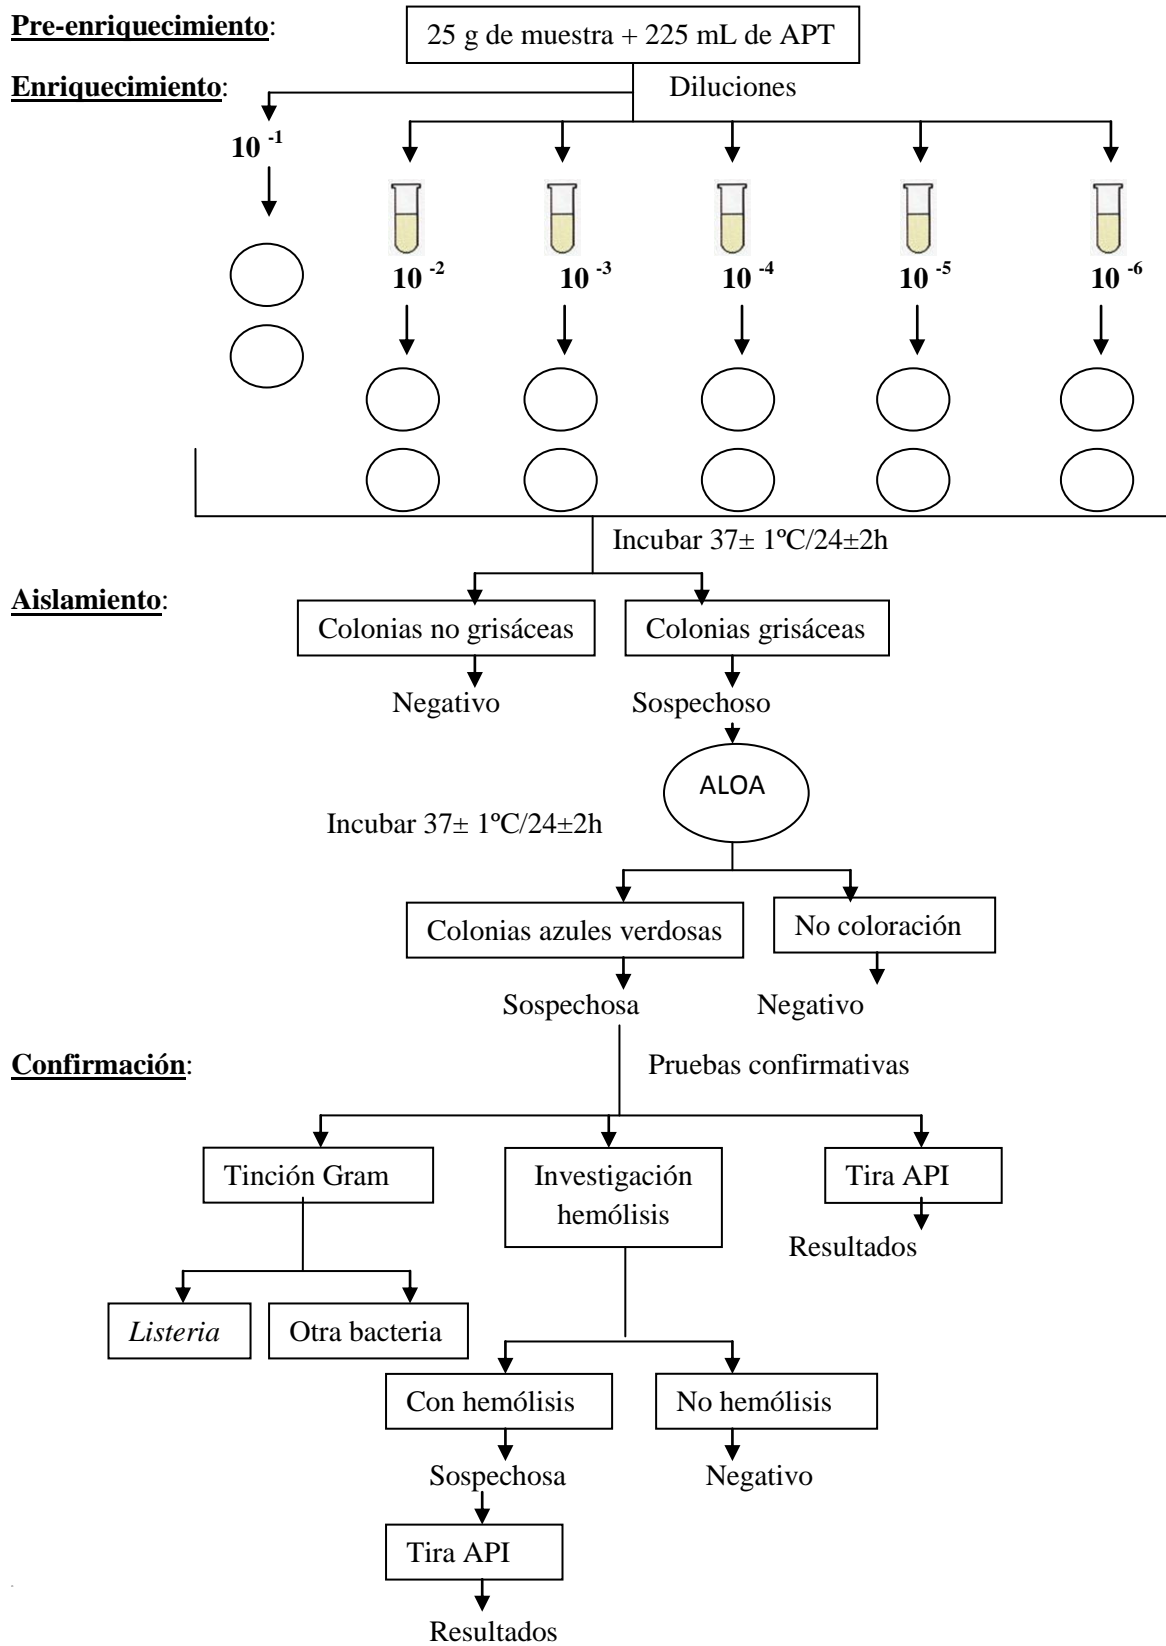 Pre-enriquecimiento:
25 g de muestra + 225 mL de APT
Enriquecimiento:
Diluciones
10 -1
10 -2
10 -3
10 -4
10 -5
10 -6
Incubar 37± 1ºC/24±2h
Aislamiento:
Colonias no grisáceas
Colonias grisáceas
Negativo
Sospechoso
ALOA
Incubar 37± 1ºC/24±2h
Colonias azules verdosas
No coloración
Sospechosa
Negativo
Confirmación:
Pruebas confirmativas
Tinción Gram
Investigación
hemólisis
Tira API
Resultados
Listeria
Otra bacteria
Con hemólisis
No hemólisis
Sospechosa
Negativo
Tira API
Resultados